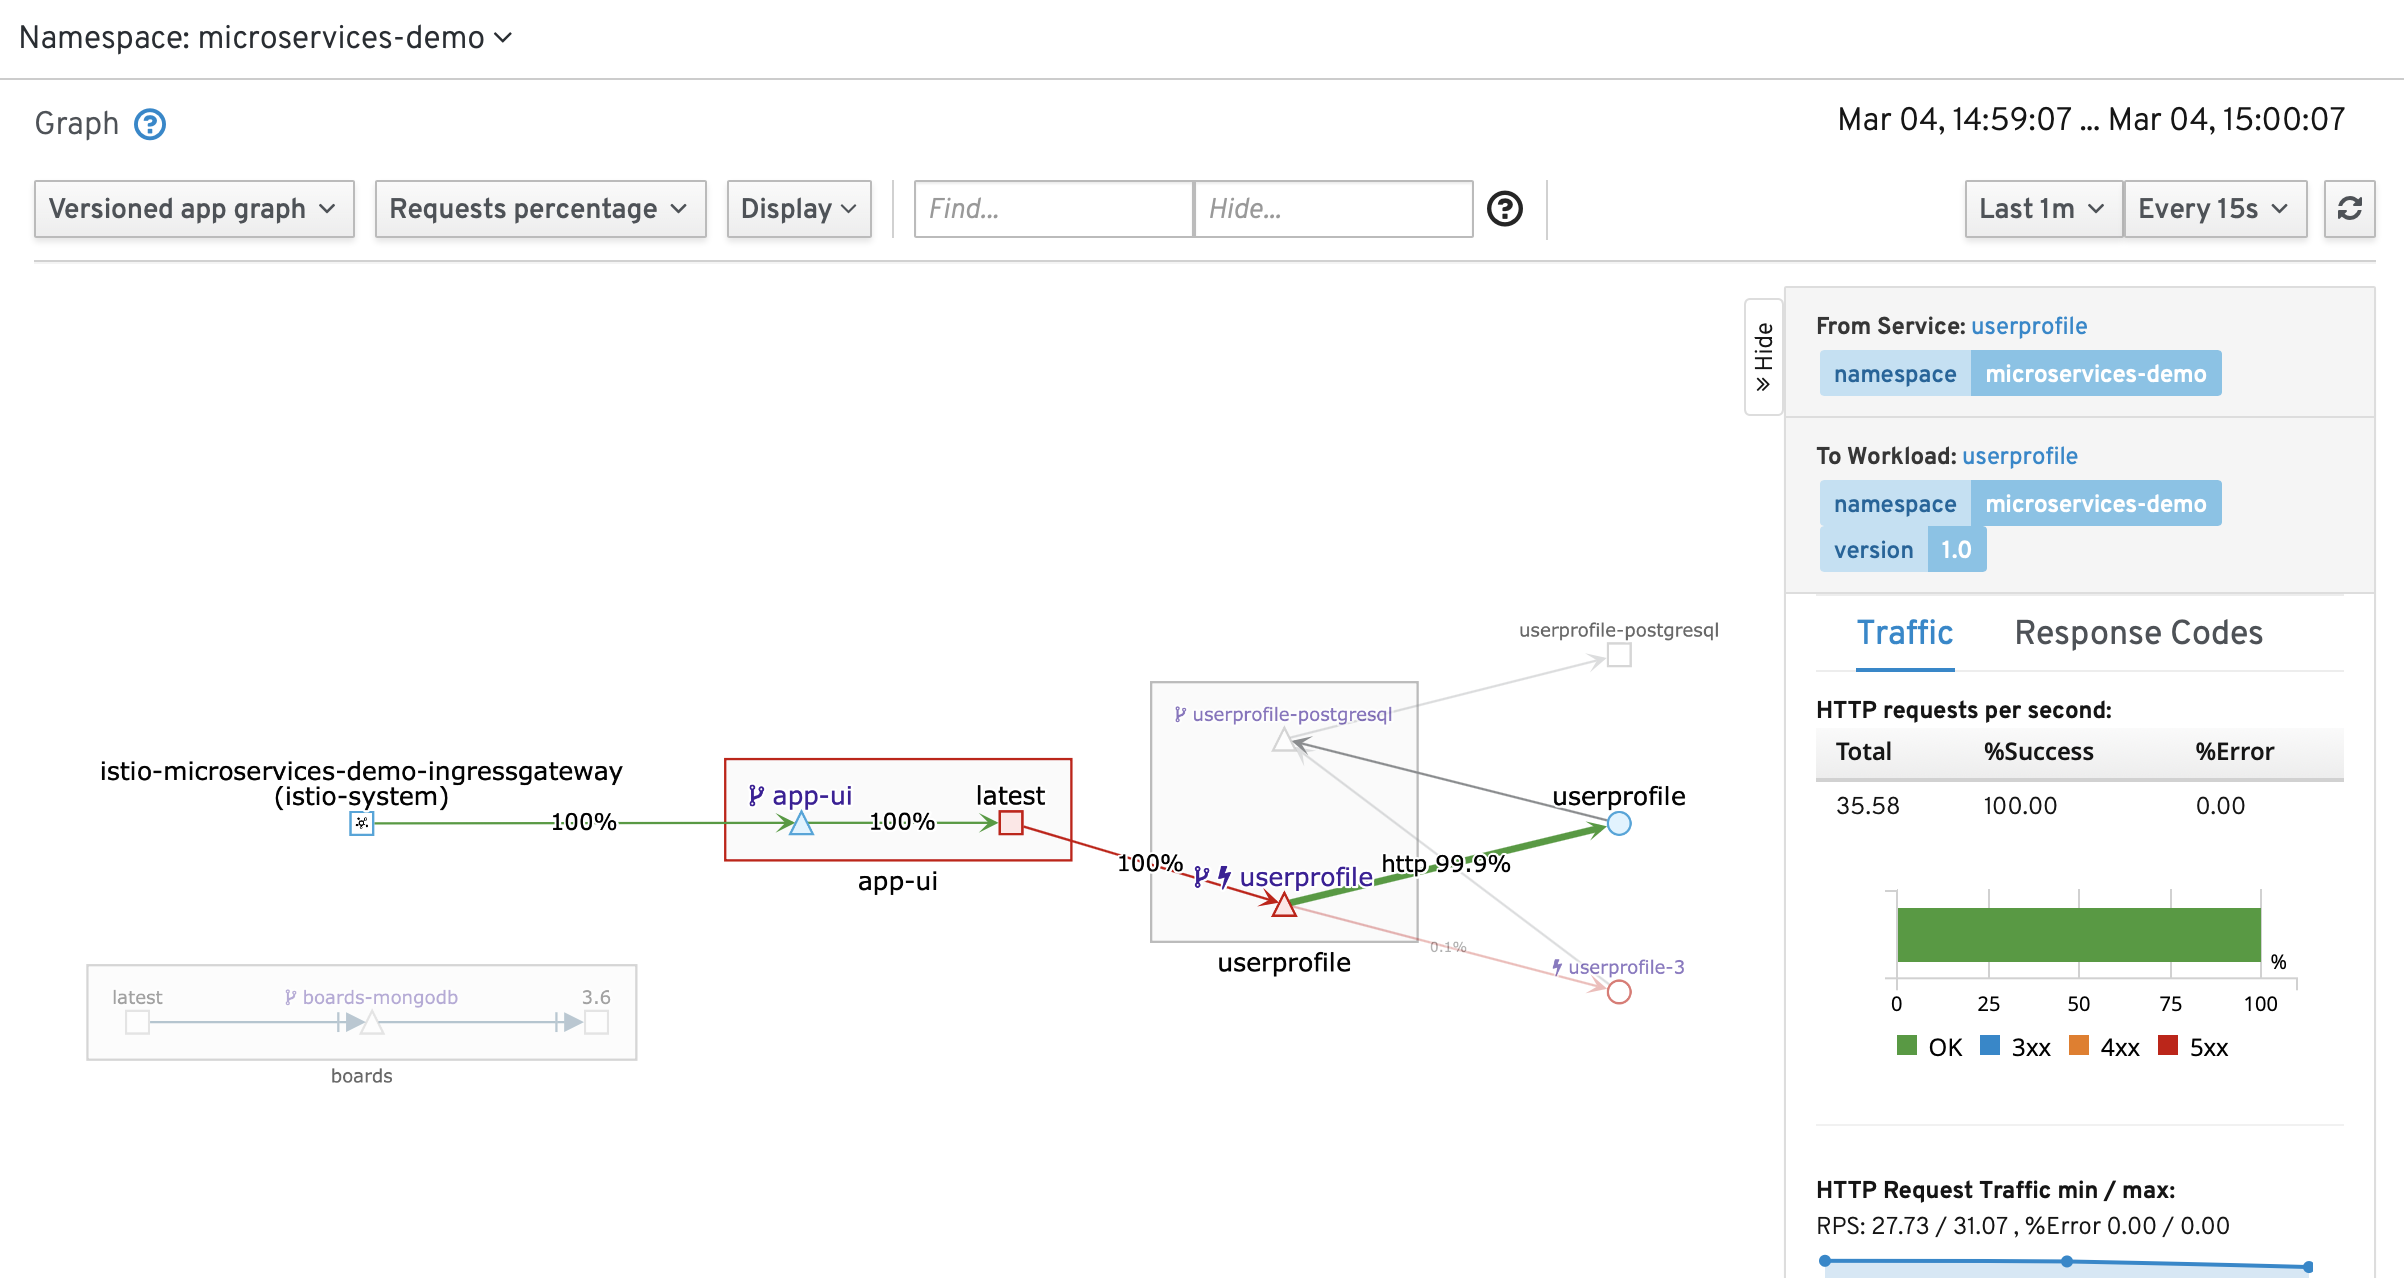 Namespace: microservices-demo
Graph
Mar 04, 14:59:07 ... Mar 04, 15:00:07
Versioned app graph
Requests percentage
Display
Find...
Hide...
Last 1m
Every 15s
Hide
From Service: userprofile
namespace microservices-demo
To Workload: userprofile
namespace microservices-demo
version 1.0
Traffic
Response Codes
HTTP requests per second:
Total %Success %Error
35.58 100.00 0.00
%
0 25 50 75 100
OK 3xx 4xx 5xx
HTTP Request Traffic min / max:
RPS: 27.73 / 31.07 , %Error 0.00 / 0.00
userprofile-postgresql
userprofile-postgresql
istio-microservices-demo-ingressgateway
(istio-system)
100%
app-ui
100%
latest
app-ui
100%
userprofile
http 99.9%
userprofile
userprofile
0.1%
userprofile-3
latest
boards-mongodb
3.6
boards